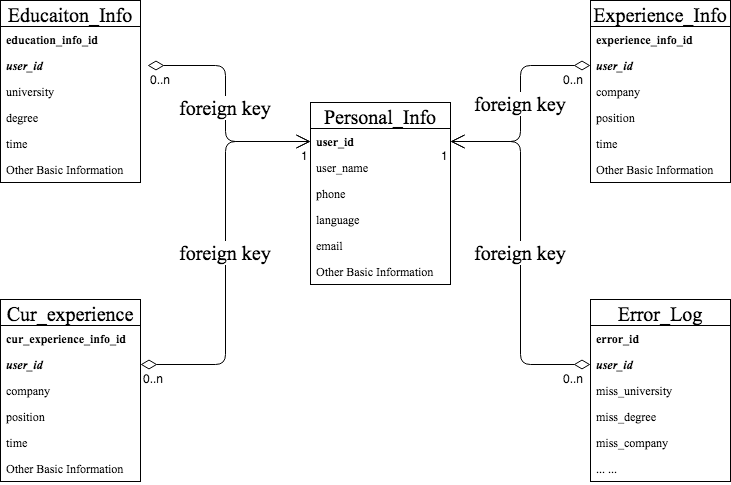 Educaiton_Info
education_info_id
user_id
university
degree
time
Other Basic Information
0..n
foreign key
Experience_Info
experience_info_id
user_id
company
position
time
Other Basic Information
0..n
foreign key
Personal_Info
user_id
user_name
phone
language
email
Other Basic Information
1
1
foreign key
foreign key
Cur_experience
cur_experience_info_id
user_id
company
position
time
Other Basic Information
0..n
Error_Log
error_id
user_id
miss_university
miss_degree
miss_company
... ...
0..n